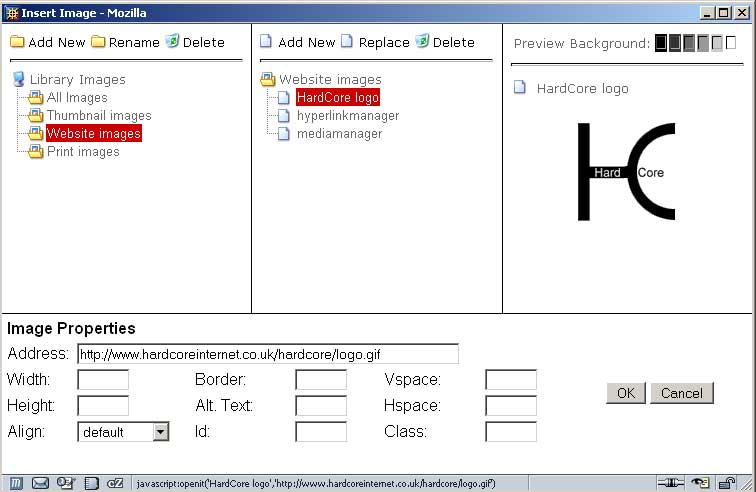 Insert Image - Mozilla
Add New Rename Delete
Library Images
All Images
Thumbnail images
Website images
Print images
Add New Replace Delete
Website images
HardCore logo
hyperlinkmanager
mediamanager
Preview Background:
HardCore logo
Hard Core
Image Properties
Address: http://www.hardcoreinternet.co.uk/hardcore/logo.gif
Width: Border: Vspace:
Height: Alt. Text: Hspace:
OK Cancel
Align: default Id: Class:
javascript:openit('HardCore logo','http://www.hardcoreinternet.co.uk/hardcore/logo.gif')